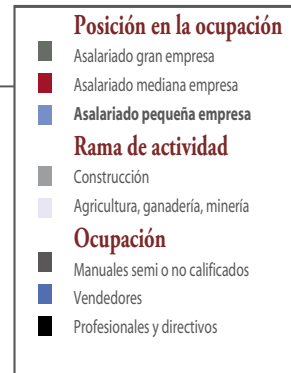 Posición en la ocupación
Asalariado gran empresa
Asalariado mediana empresa
Asalariado pequeña empresa
Rama de actividad
Construcción
Agricultura, ganadería, minería
Ocupación
Manuales semi o no calificados
Vendedores
Profesionales y directivos